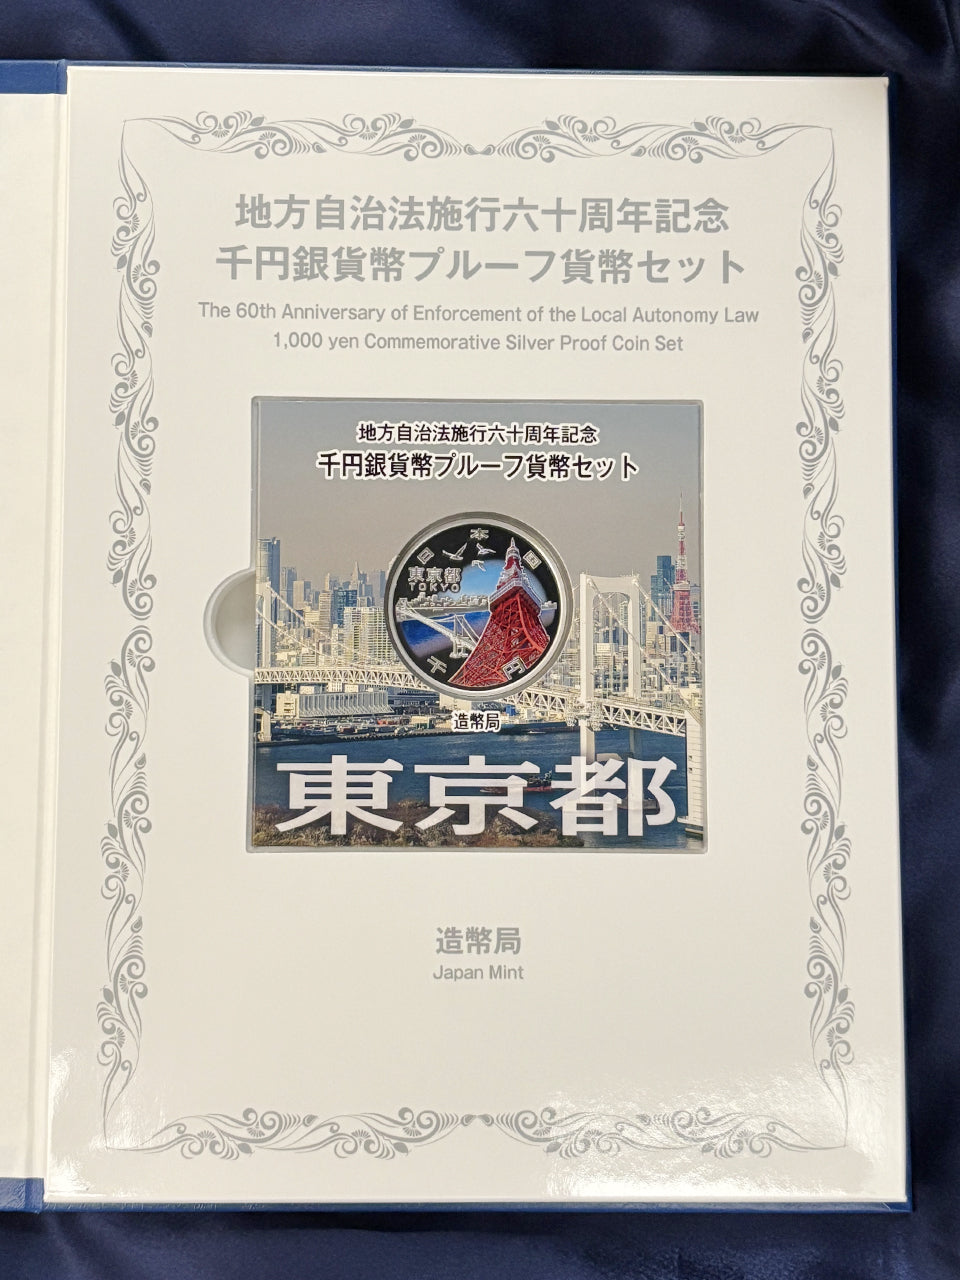 地方自治法施行六十周年記念
千円銀貨幣プルーフ貨幣セット
The 60th Anniversary of Enforcement of the Local Autonomy Law
1,000 yen Commemorative Silver Proof Coin Set
地方自治法施行六十周年記念
千円銀貨幣プルーフ貨幣セット
日本国
東京都
TOKYO
千円
造幣局
東京都
造幣局
Japan Mint